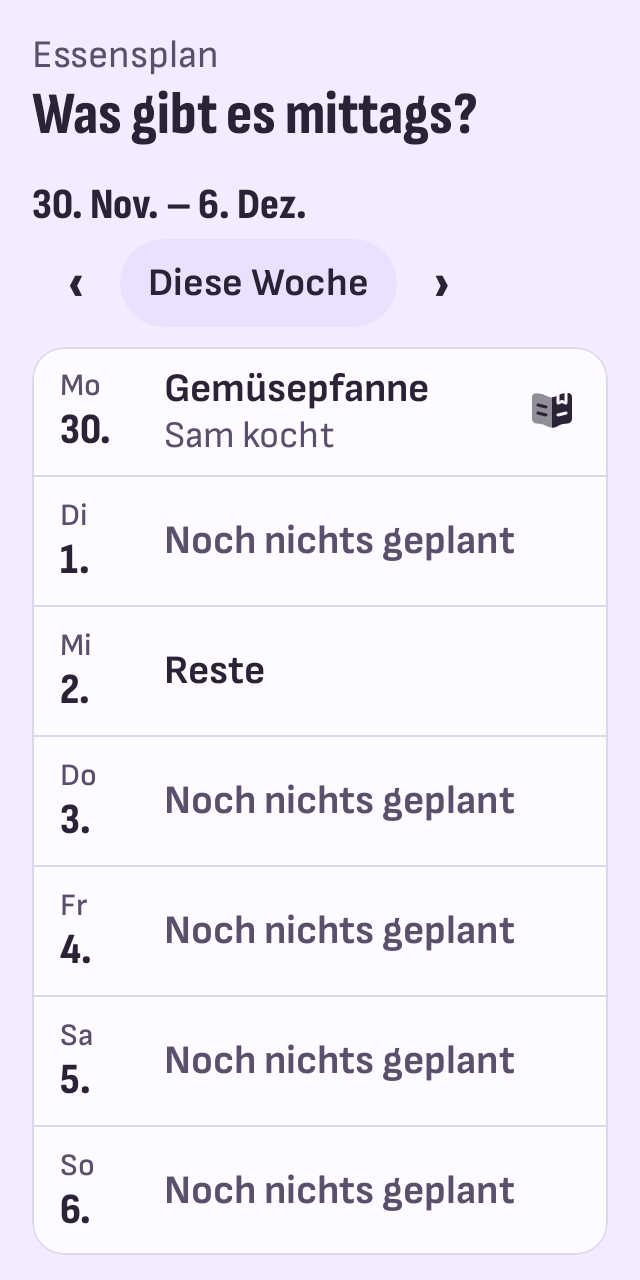 Essensplan
Was gibt es mittags?
30. Nov. – 6. Dez.
‹ Diese Woche ›
Mo
30.
Gemüsepfanne
Sam kocht
Di
1.
Noch nichts geplant
Mi
2.
Reste
Do
3.
Noch nichts geplant
Fr
4.
Noch nichts geplant
Sa
5.
Noch nichts geplant
So
6.
Noch nichts geplant